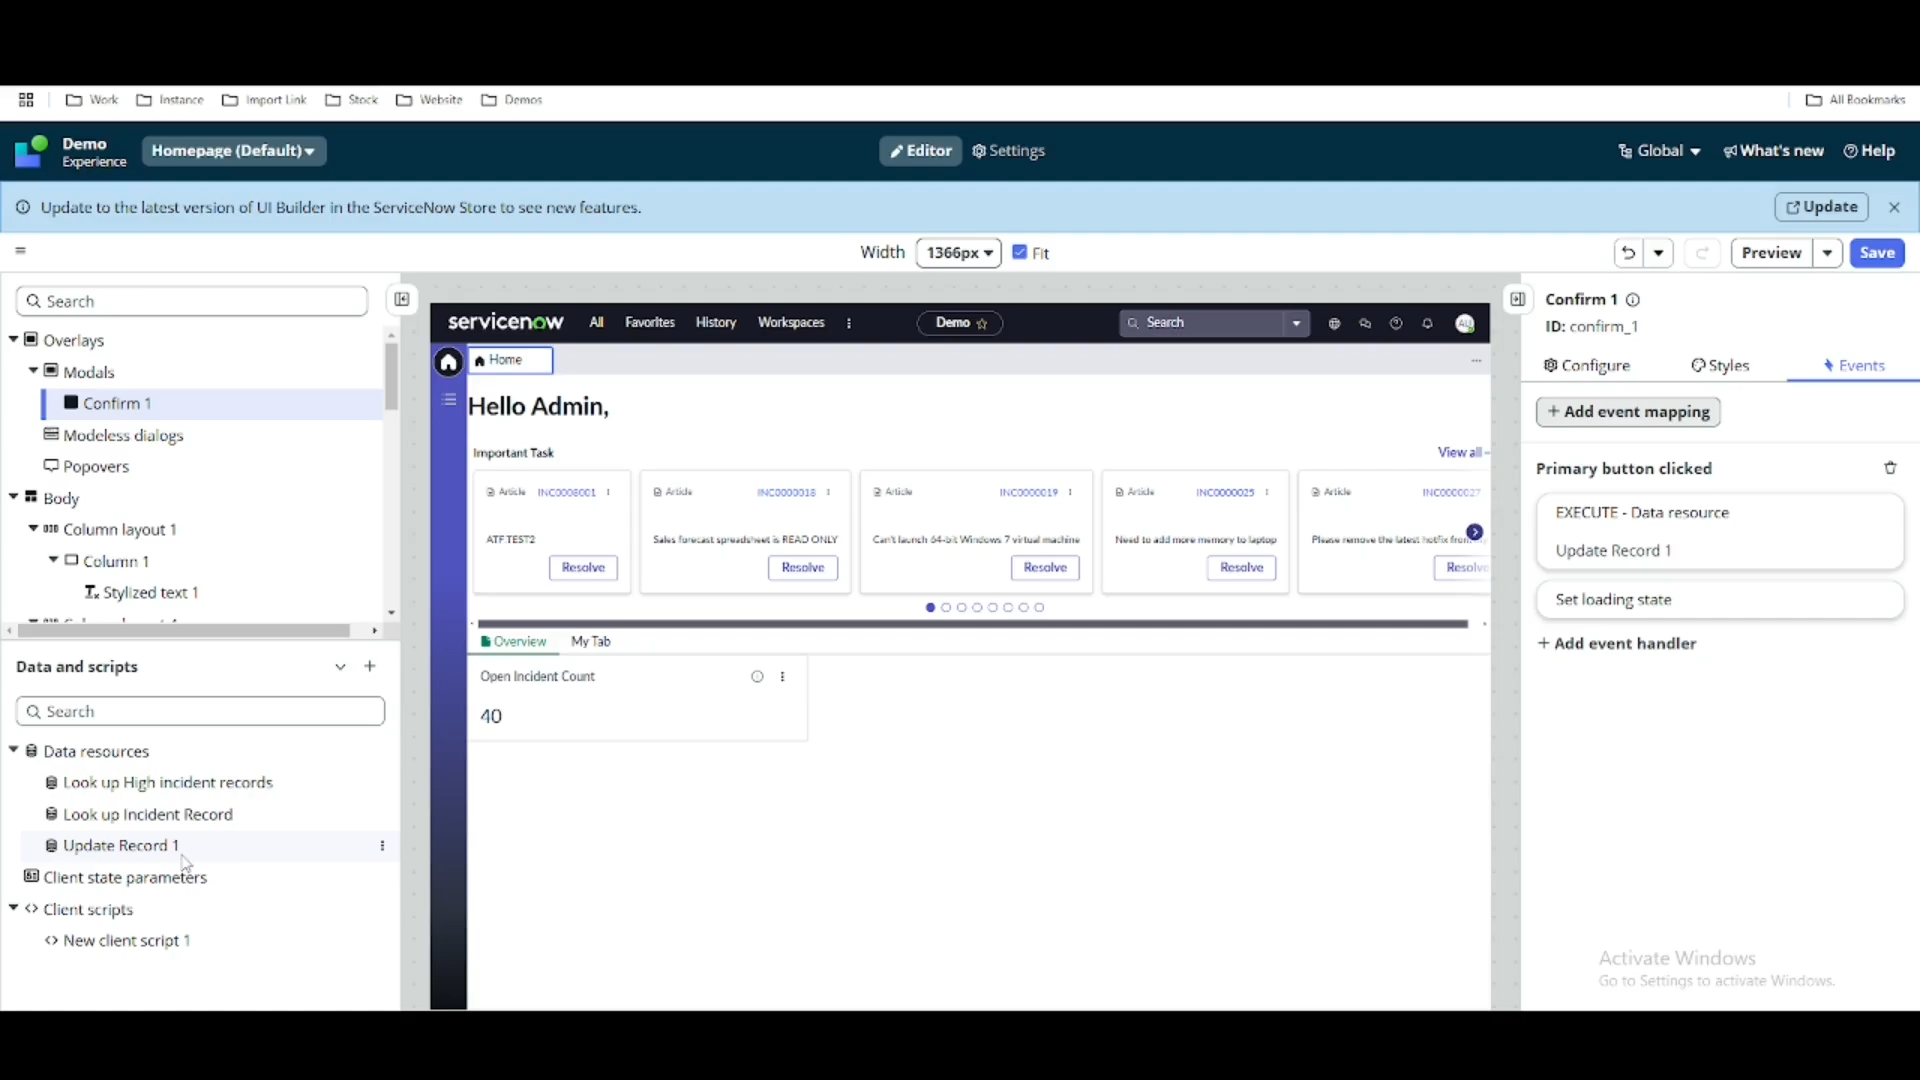 Work
Instance
Import Link
Stock
Website
Demos
All Bookmarks
Demo
Experience
Homepage (Default)
Editor
Settings
Global
What's new
Help
Update to the latest version of UI Builder in the ServiceNow Store to see new features.
Update
Width
1366px
Fit
Preview
Save
Search
Overlays
Modals
Confirm 1
Modeless dialogs
Popovers
Body
Column layout 1
Column 1
Stylized text 1
Data and scripts
Search
Data resources
Look up High incident records
Look up Incident Record
Update Record 1
Client state parameters
Client scripts
New client script 1
servicenow
All
Favorites
History
Workspaces
Demo
Search
AU
Home
Hello Admin,
Important Task
View all
Article INC0008001
ATF TEST2
Resolve
Article INC0000018
Sales forecast spreadsheet is READ ONLY
Resolve
Article INC0000019
Can't launch 64-bit Windows 7 virtual machine
Resolve
Article INC0000025
Need to add more memory to laptop
Resolve
Article INC0000027
Please remove the latest hotfix from
Resolve
Overview
My Tab
Open Incident Count
40
Confirm 1
ID: confirm_1
Configure
Styles
Events
+ Add event mapping
Primary button clicked
EXECUTE - Data resource
Update Record 1
Set loading state
+ Add event handler
Activate Windows
Go to Settings to activate Windows.